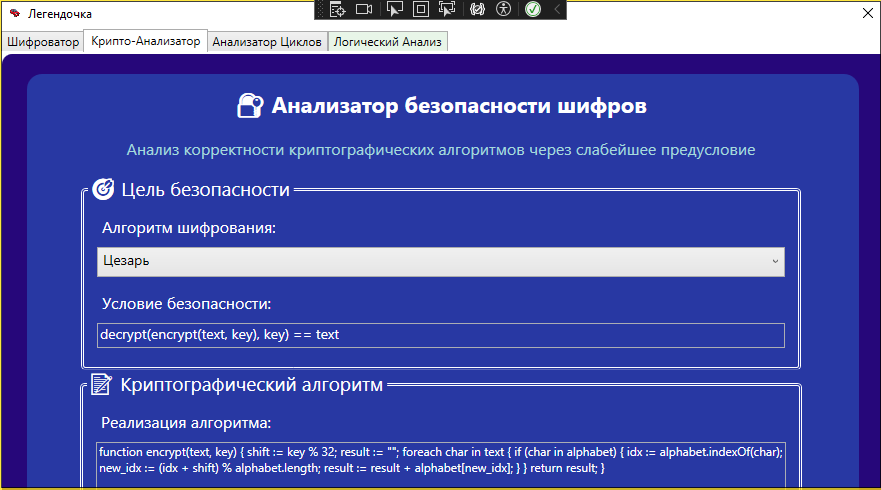 Легендочка
Шифроватор Крипто-Анализатор Анализатор Циклов Логический Анализ
Анализатор безопасности шифров
Анализ корректности криптографических алгоритмов через слабейшее предусловие
Цель безопасности
Алгоритм шифрования:
Цезарь
Условие безопасности:
decrypt(encrypt(text, key), key) == text
Криптографический алгоритм
Реализация алгоритма:
function encrypt(text, key) { shift := key % 32; result := ""; foreach char in text { if (char in alphabet) { idx := alphabet.indexOf(char);
new_idx := (idx + shift) % alphabet.length; result := result + alphabet[new_idx]; } } return result; }